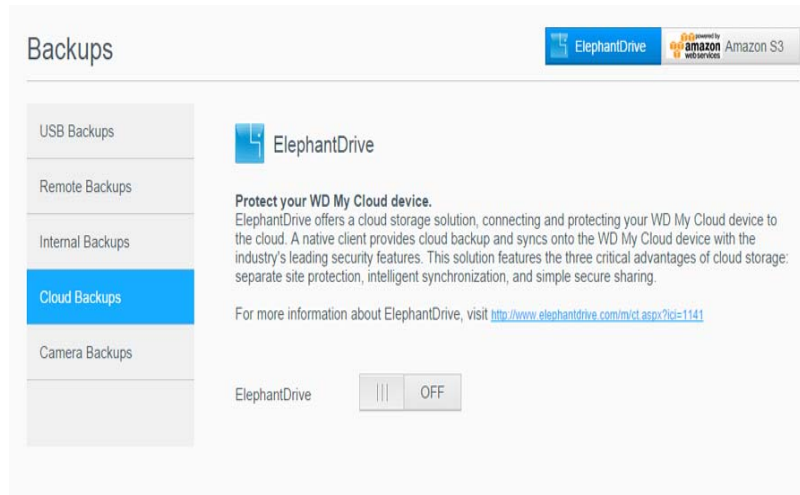 Backups
ElephantDrive
powered by
amazon
webservices
Amazon S3
USB Backups
Remote Backups
Internal Backups
Cloud Backups
Camera Backups
ElephantDrive
Protect your WD My Cloud device.
ElephantDrive offers a cloud storage solution, connecting and protecting your WD My Cloud device to
the cloud. A native client provides cloud backup and syncs onto the WD My Cloud device with the
industry's leading security features. This solution features the three critical advantages of cloud storage:
separate site protection, intelligent synchronization, and simple secure sharing.
For more information about ElephantDrive, visit http://www.elephantdrive.com/m/ct.aspx?ici=1141
ElephantDrive
OFF